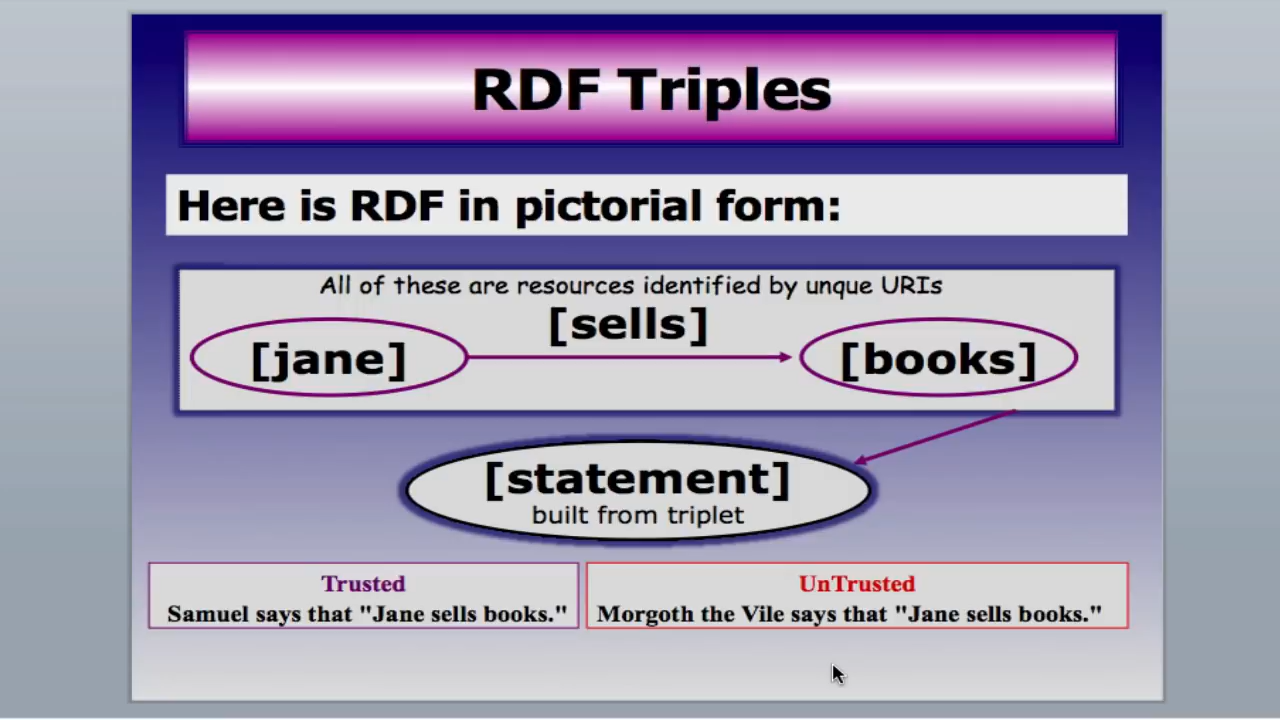 RDF Triples
Here is RDF in pictorial form:
All of these are resources identified by unque URIs
[sells]
[jane]
[books]
[statement]
built from triplet
Trusted
Samuel says that "Jane sells books."
UnTrusted
Morgoth the Vile says that "Jane sells books."